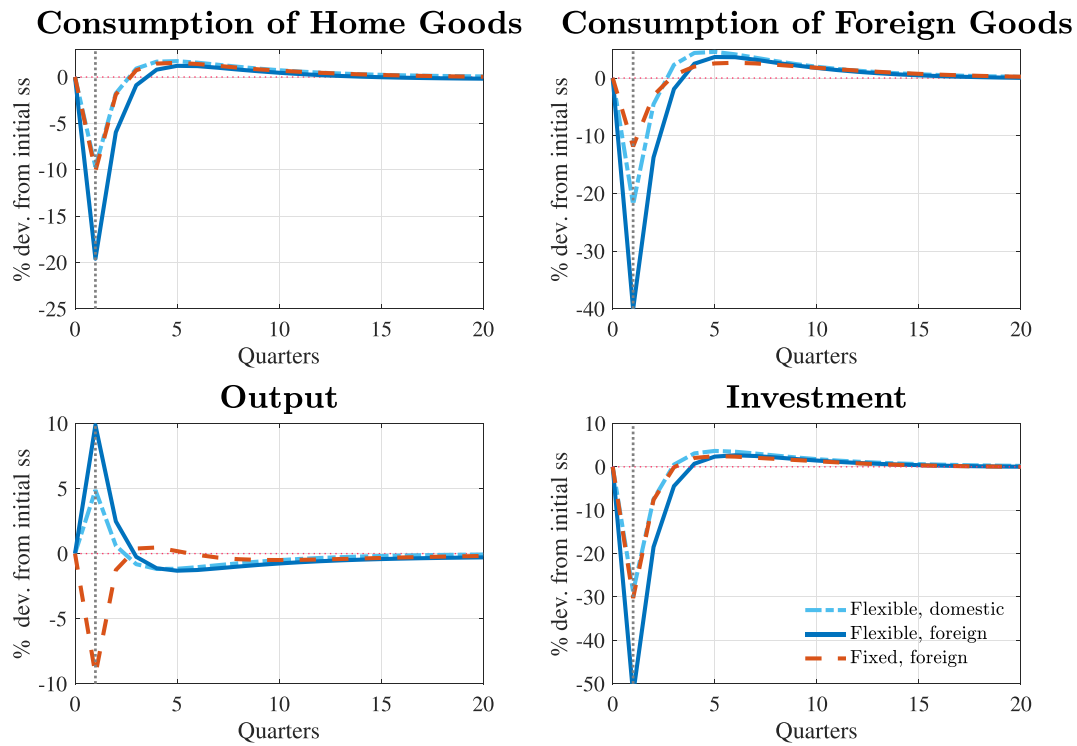 Consumption of Home Goods
% dev. from initial ss
0
-5
-10
-15
-20
-25
0 5 10 15 20
Quarters
Consumption of Foreign Goods
% dev. from initial ss
0
-10
-20
-30
-40
0 5 10 15 20
Quarters
Output
% dev. from initial ss
10
5
0
-5
-10
0 5 10 15 20
Quarters
Investment
% dev. from initial ss
10
0
-10
-20
-30
-40
-50
Flexible, domestic
Flexible, foreign
Fixed, foreign
0 5 10 15 20
Quarters